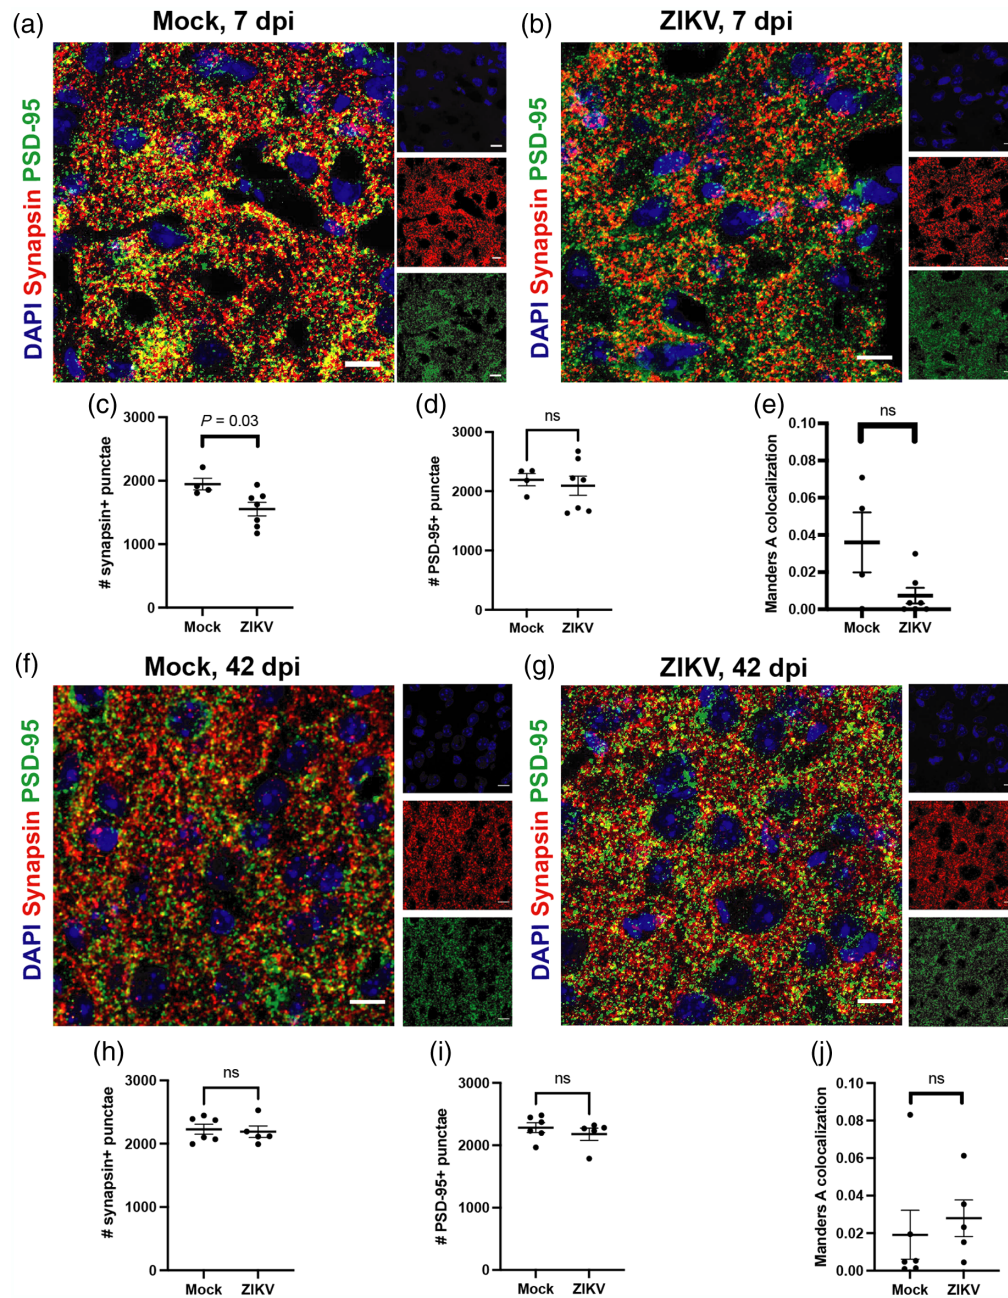 (a) Mock, 7 dpi
(b) ZIKV, 7 dpi
DAPI Synapsin PSD-95
DAPI Synapsin PSD-95
(c)
# synapsin+ punctae
3000
2000
1000
0
P = 0.03
Mock ZIKV
(d)
# PSD-95+ punctae
3000
2000
1000
0
ns
Mock ZIKV
(e)
Manders A colocalization
0.10
0.08
0.06
0.04
0.02
0.00
ns
Mock ZIKV
(f) Mock, 42 dpi
(g) ZIKV, 42 dpi
DAPI Synapsin PSD-95
DAPI Synapsin PSD-95
(h)
# synapsin+ punctae
3000
2000
1000
0
ns
Mock ZIKV
(i)
# PSD-95+ punctae
3000
2000
1000
0
ns
Mock ZIKV
(j)
Manders A colocalization
0.10
0.08
0.06
0.04
0.02
0.00
ns
Mock ZIKV